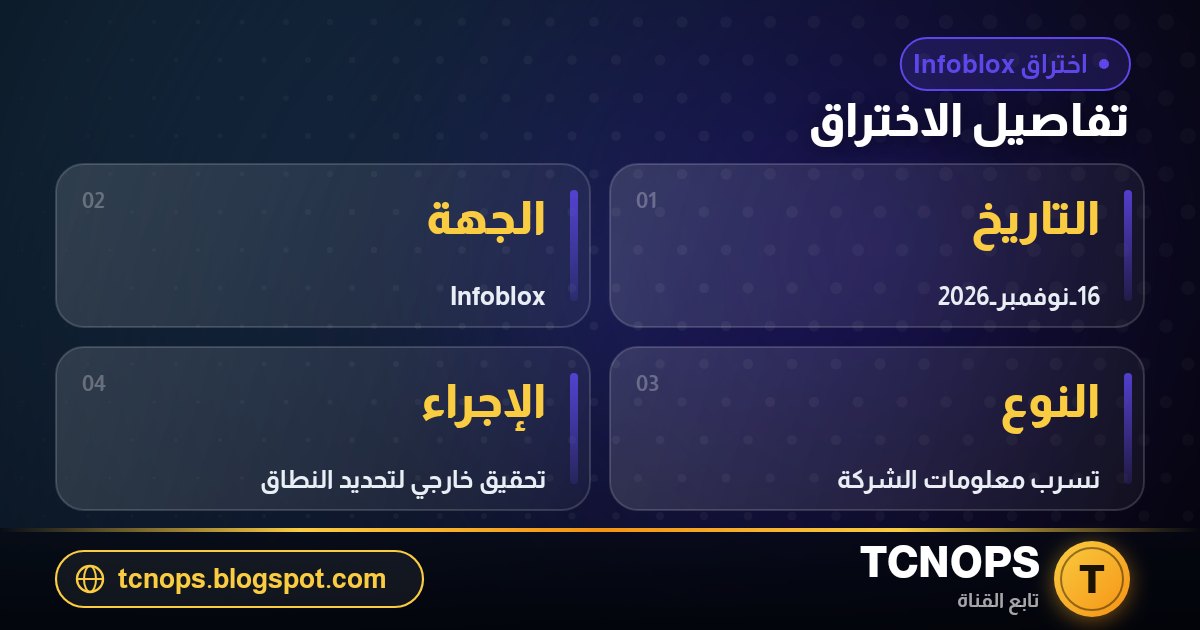 • اختراق Infoblox
تفاصيل الاختراق
01
التاريخ
16ـنوفمبرـ2026
02
الجهة
Infoblox
03
النوع
تسرب معلومات الشركة
04
الإجراء
تحقيق خارجي لتحديد النطاق
T
TCNOPS
تابع القناة
tcnops.blogspot.com